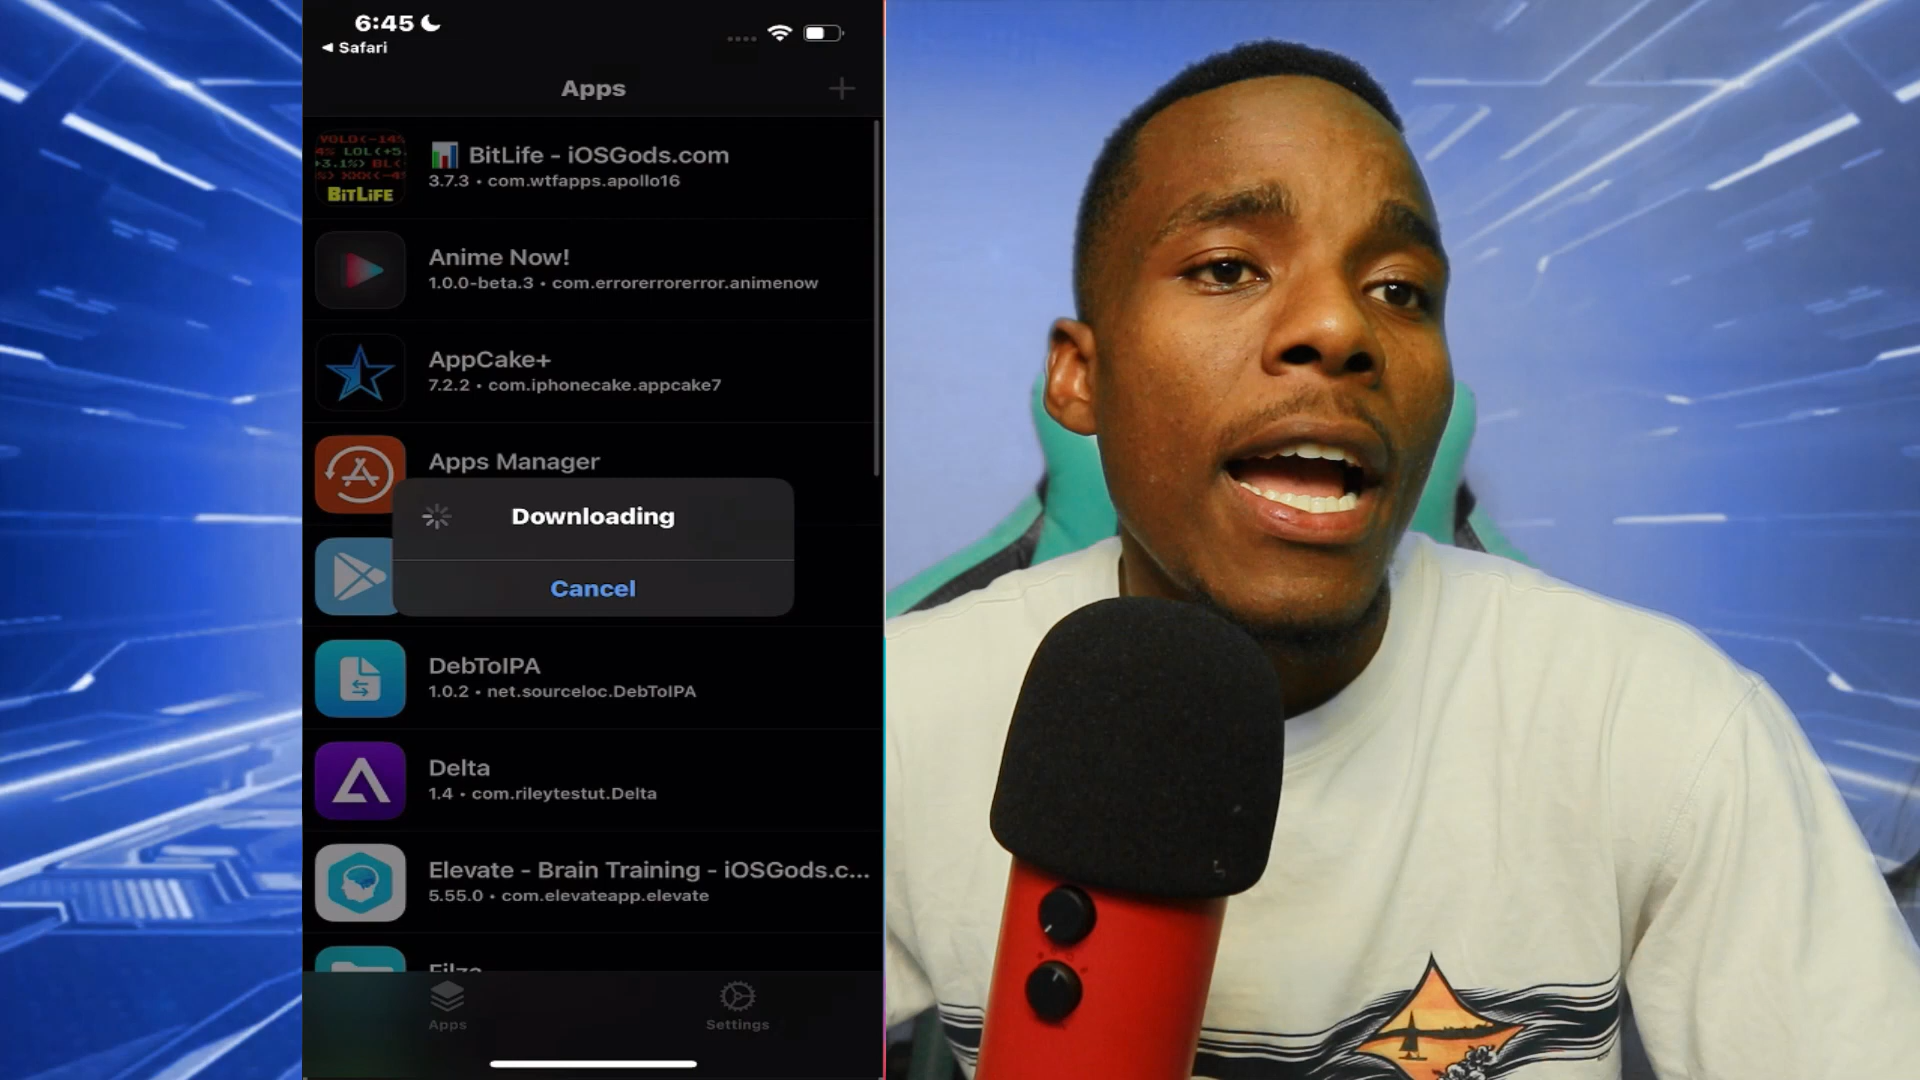 6:45
◄ Safari
Apps
BitLife - iOSGods.com
3.7.3 • com.wtfapps.apollo16
BiTLiFE
Anime Now!
1.0.0-beta.3 • com.errorerrorerror.animenow
AppCake+
7.2.2 • com.iphonecake.appcake7
Apps Manager
Downloading
Cancel
DebToIPA
1.0.2 • net.sourceloc.DebToIPA
Delta
1.4 • com.rileytestut.Delta
Elevate - Brain Training - iOSGods.c...
5.55.0 • com.elevateapp.elevate
Filza
Apps
Settings